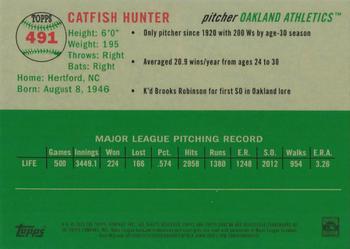 TOPPS
491
CATFISH HUNTER
pitcher OAKLAND ATHLETICS™
Height: 6'0"
Weight: 195
Throws: Right
Bats: Right
Home: Hertford, NC
Born: August 8, 1946
• Only pitcher since 1920 with 200 Ws by age-30 season
• Averaged 20.9 wins/year from ages 24 to 30
• K'd Brooks Robinson for first SO in Oakland lore
MAJOR LEAGUE PITCHING RECORD
Games Innings Won Lost Pct. Hits Runs E.R. S.O. Walks E.R.A.
LIFE 500 3449.1 224 166 .574 2958 1380 1248 2012 954 3.26
Topps